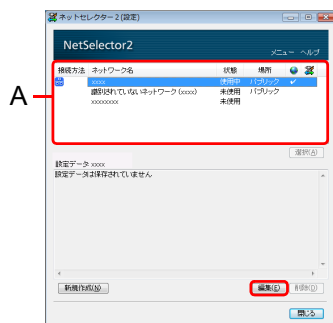 ネットセレクター2(設定)
NetSelector2
メニュー ヘルプ
接続方法 ネットワーク名 状態 場所
A
xxxx 使用中 パブリック
識別されていないネットワーク(xxxx) 未使用 パブリック
xxxxxxxx 未使用
選択(A)
設定データ xxxx
設定データは保存されていません
新規作成(N) 編集(E) 削除(D)
閉じる